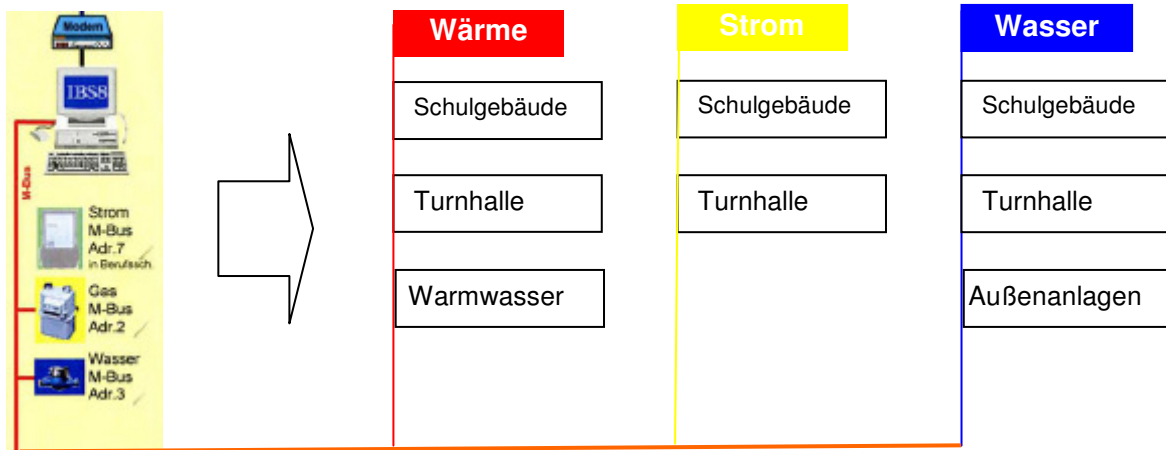 Modem
IBS8
M-Bus
Strom
M-Bus
Adr.7
in Berufssch.
Gas
M-Bus
Adr.2
Wasser
M-Bus
Adr.3
Wärme
Schulgebäude
Turnhalle
Warmwasser
Strom
Schulgebäude
Turnhalle
Wasser
Schulgebäude
Turnhalle
Außenanlagen